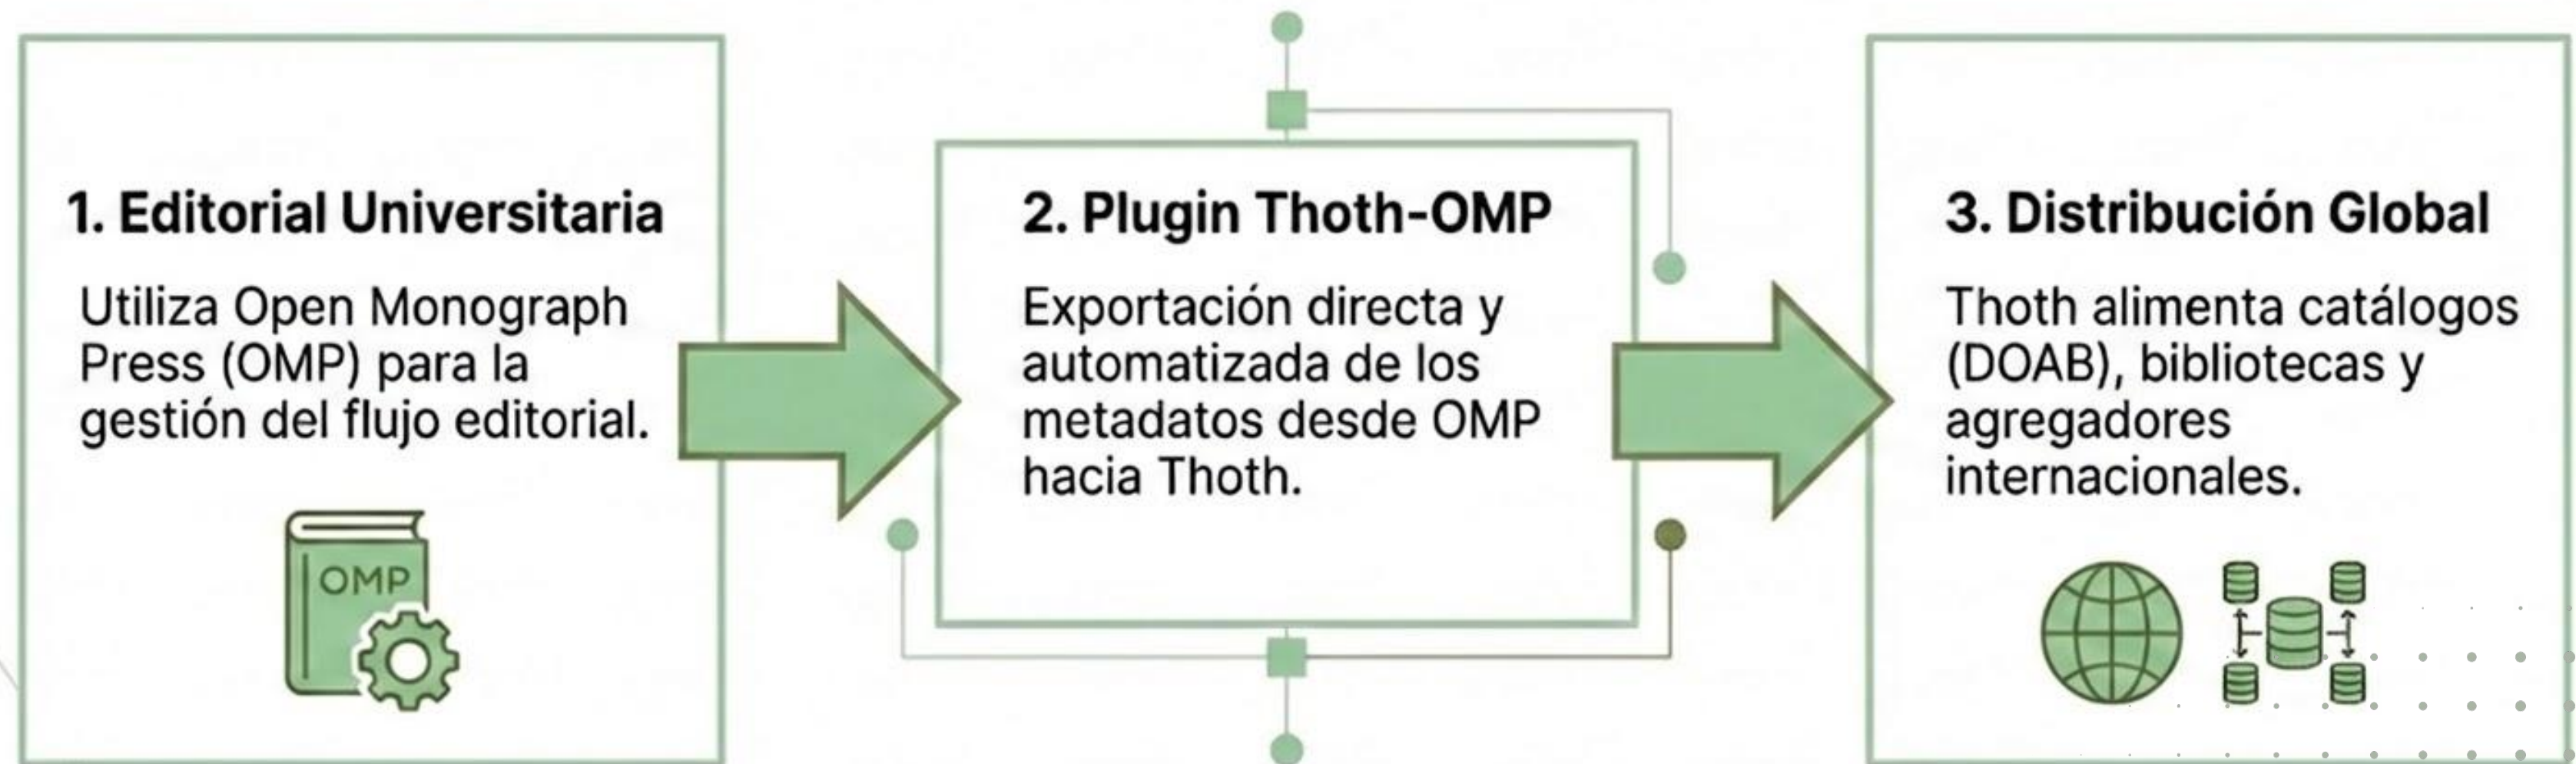 1. Editorial Universitaria
Utiliza Open Monograph
Press (OMP) para la
gestión del flujo editorial.
OMP
2. Plugin Thoth-OMP
Exportación directa y
automatizada de los
metadatos desde OMP
hacia Thoth.
3. Distribución Global
Thoth alimenta catálogos
(DOAB), bibliotecas y
agregadores
internacionales.